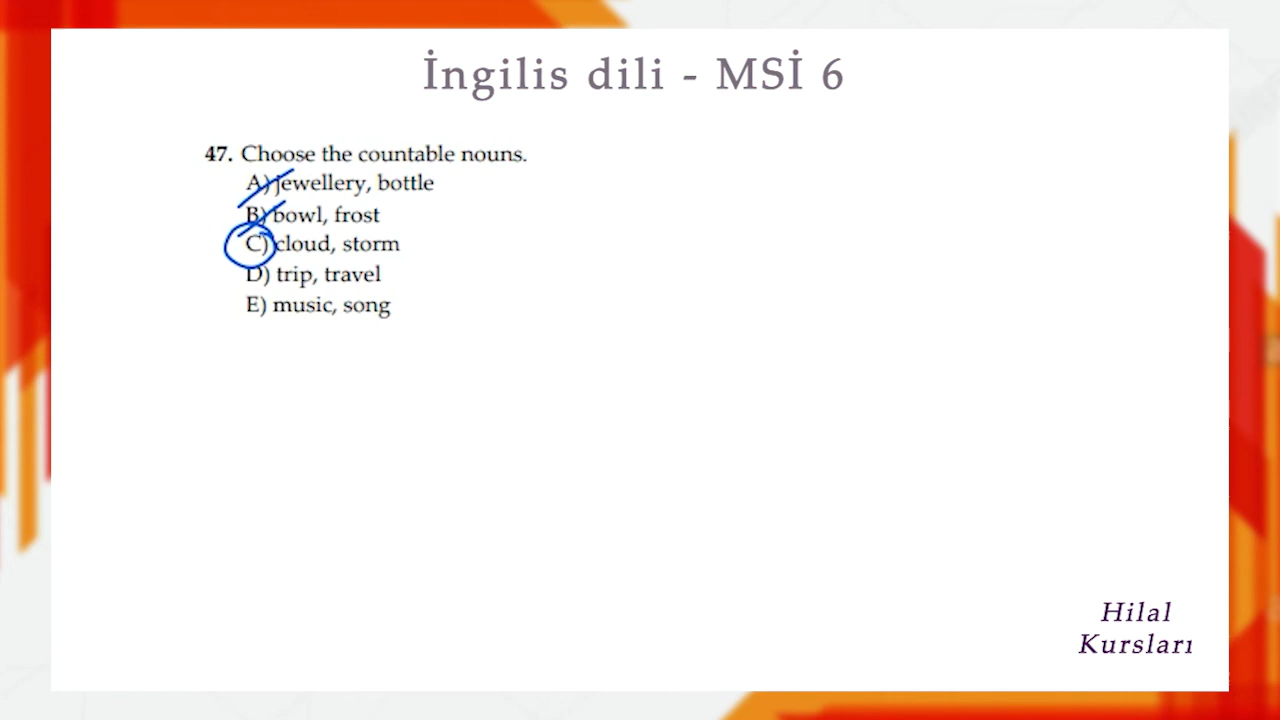 İngilis dili - MSİ 6
47. Choose the countable nouns.
A) jewellery, bottle
B) bowl, frost
C) cloud, storm
D) trip, travel
E) music, song
Hilal
Kursları